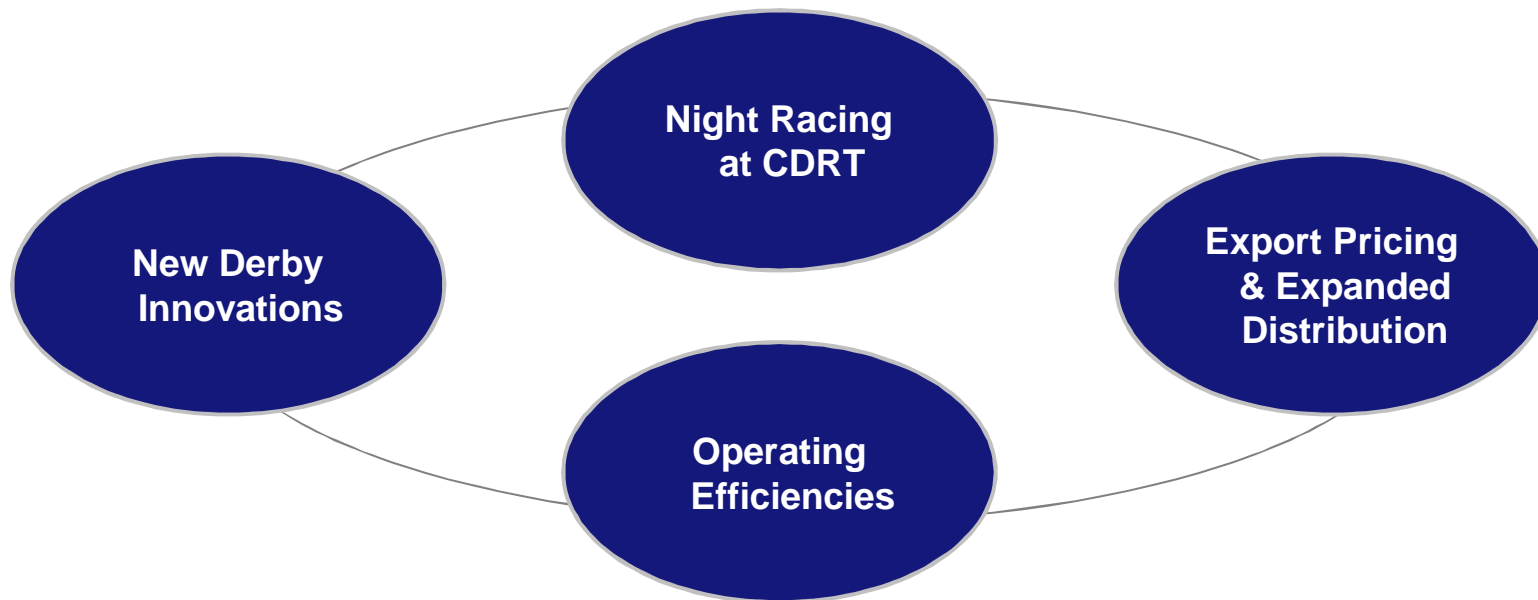 Night Racing
at CDRT
New Derby
Innovations
Export Pricing
& Expanded
Distribution
Operating
Efficiencies